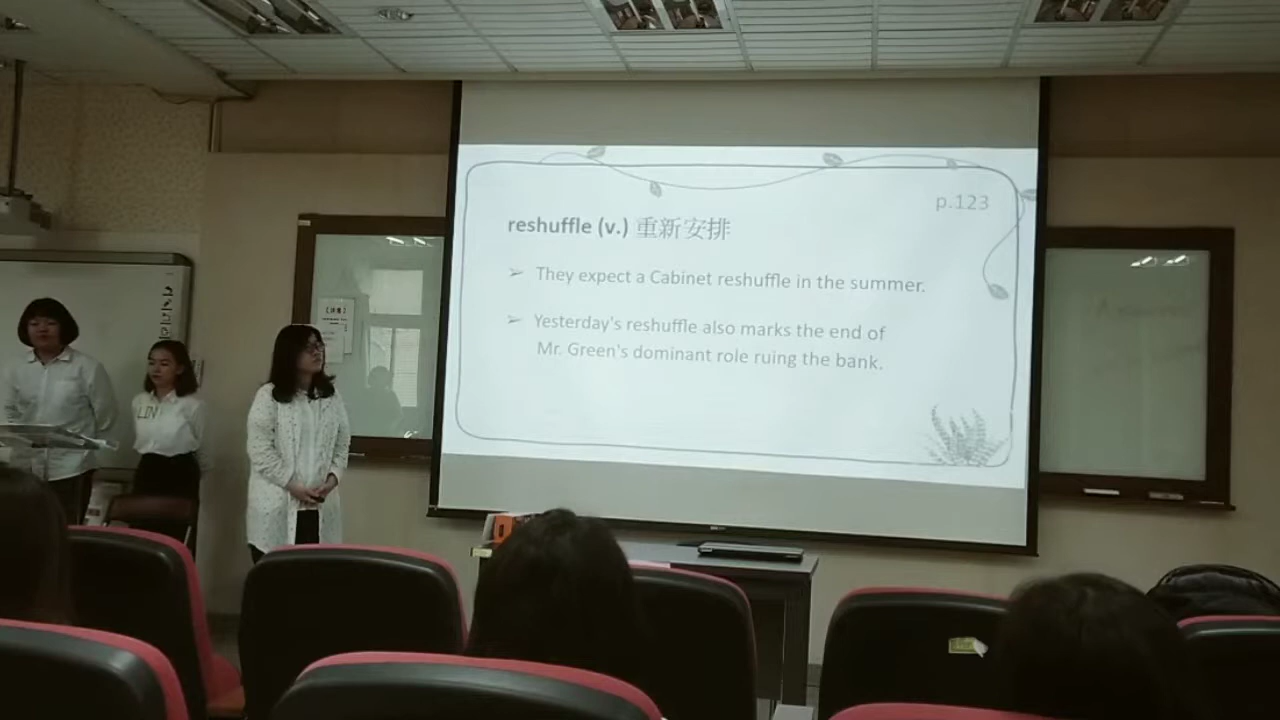 p.123
reshuffle (v.) 重新安排
➢ They expect a Cabinet reshuffle in the summer.
➢ Yesterday's reshuffle also marks the end of
Mr. Green's dominant role ruing the bank.
LIN